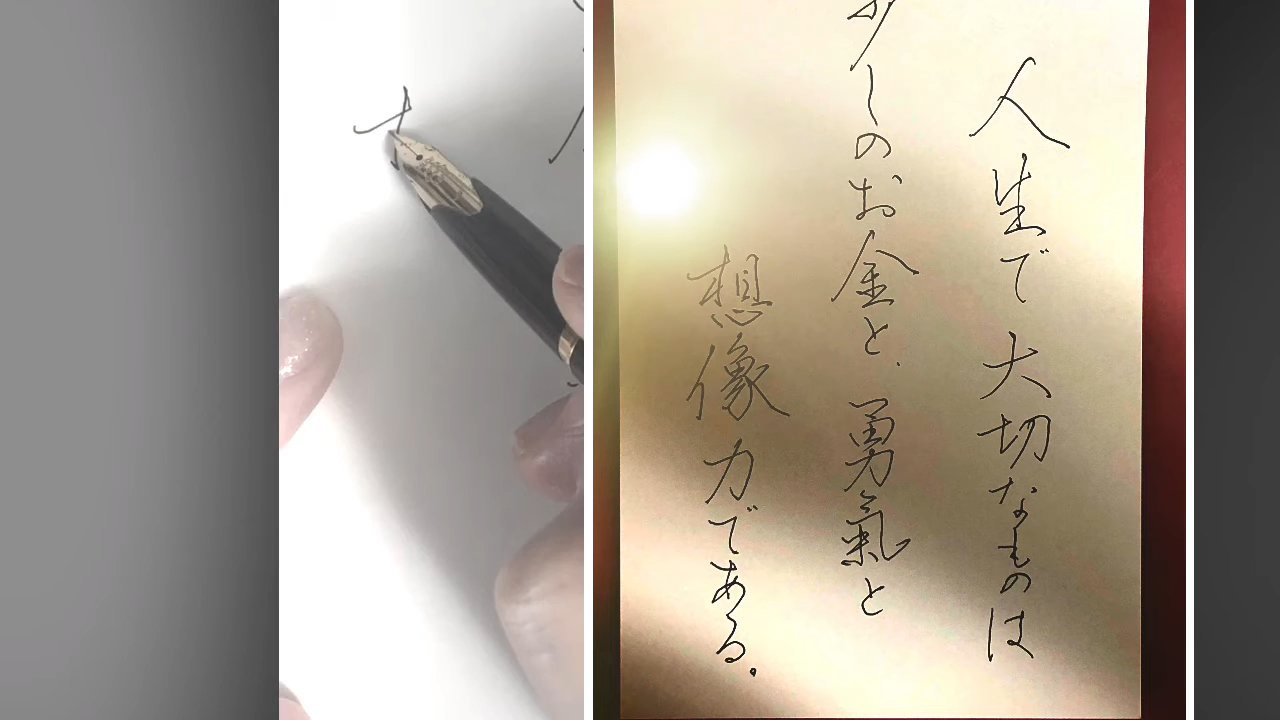 人生で大切なものは
少しのお金と、勇氣と
想像力である。